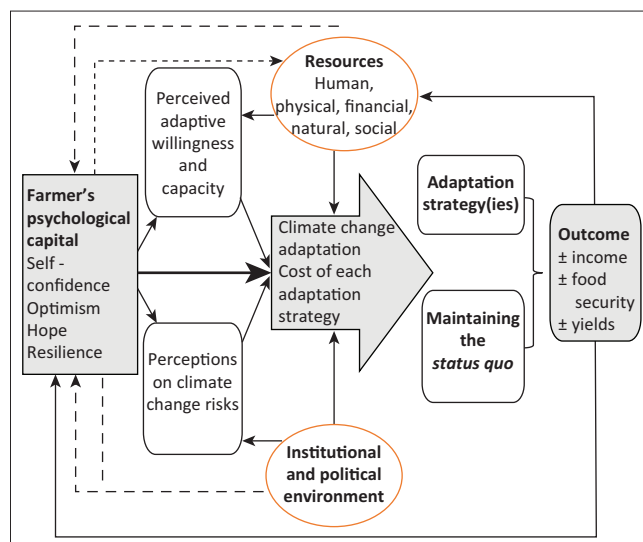 Resources
Human,
physical, financial,
natural, social
Perceived
adaptive
willingness
and
capacity
Farmer's
psychological
capital
Self -
confidence
Optimism
Hope
Resilience
Climate change
adaptation
Cost of each
adaptation
strategy
Perceptions
on climate
change risks
Institutional
and political
environment
Adaptation
strategy(ies)
Maintaining
the
status quo
Outcome
± income
± food
security
± yields